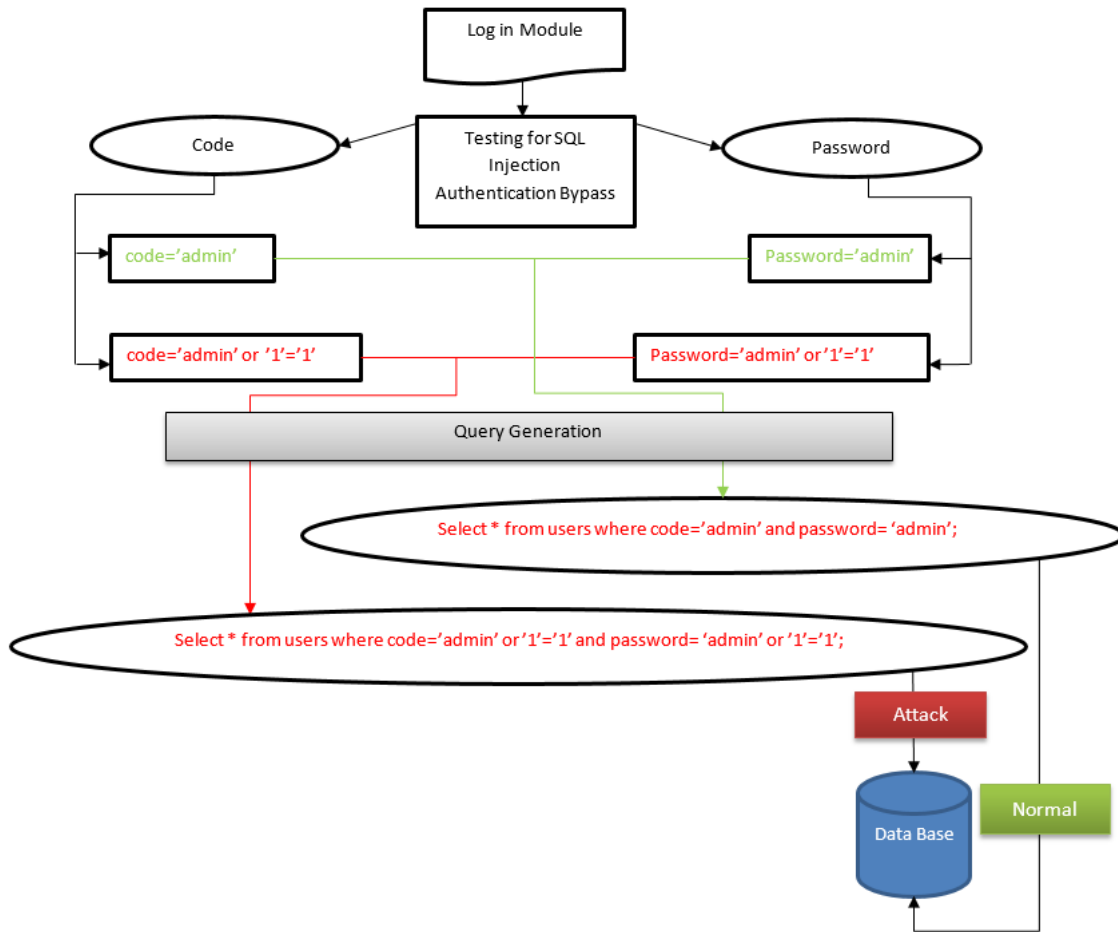 Log in Module
Testing for SQL
Injection
Authentication Bypass
Code
Password
code=’admin’
Password=’admin’
code=’admin’ or ’1’=’1’
Password=’admin’ or ’1’=’1’
Query Generation
Select * from users where code=’admin’ and password= ‘admin’;
Select * from users where code=’admin’ or ’1’=’1’ and password= ‘admin’ or ’1’=’1’;
Attack
Normal
Data Base